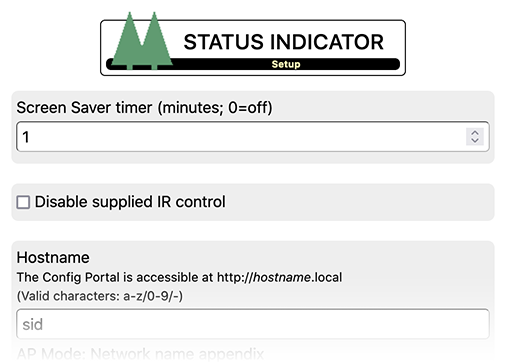 STATUS INDICATOR
Setup
Screen Saver timer (minutes; 0=off)
1
Disable supplied IR control
Hostname
The Config Portal is accessible at http://hostname.local
(Valid characters: a-z/0-9/-)
sid
AP Mode: Network name appendix